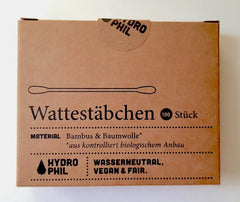 HYDRO
PHIL
Wattestäbchen 100 Stück
MATERIAL Bambus & Baumwolle*
*aus kontrolliert biologischem Anbau
HYDRO
PHIL
WASSERNEUTRAL,
VEGAN & FAIR.